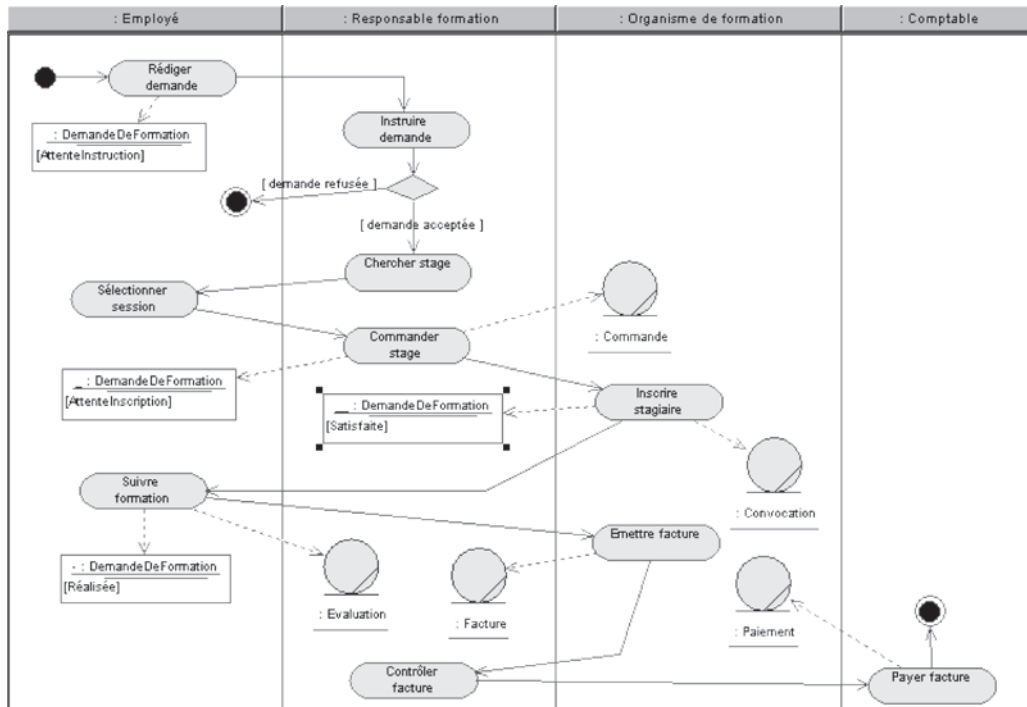 : Employé
: Responsable formation
: Organisme de formation
: Comptable
Rédiger
demande
: DemandeDeFormation
[AttenteInstruction]
Instruire
demande
[ demande refusée ]
[ demande acceptée ]
Chercher stage
Sélectionner
session
Commander
stage
: Commande
_ : DemandeDeFormation
[AttenteInscription]
__ : DemandeDeFormation
[Satisfaite]
Inscrire
stagiaire
: Convocation
Suivre
formation
Emettre facture
- : DemandeDeFormation
[Réalisée]
: Evaluation
: Facture
: Paiement
Contrôler
facture
Payer facture